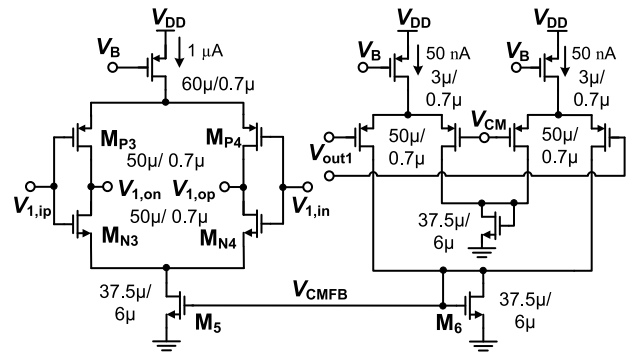 VDD
VB
1 μA
60μ/0.7μ
MP3
MP4
50μ/ 0.7μ
V1,ip
V1,on
V1,op
V1,in
50μ/ 0.7μ
MN3
MN4
37.5μ/
6μ
M5
VCMFB
VDD
VB
50 nA
3μ/
0.7μ
VDD
VB
50 nA
3μ/
0.7μ
Vout1
50μ/
0.7μ
VCM
50μ/
0.7μ
37.5μ/
6μ
M6
37.5μ/
6μ